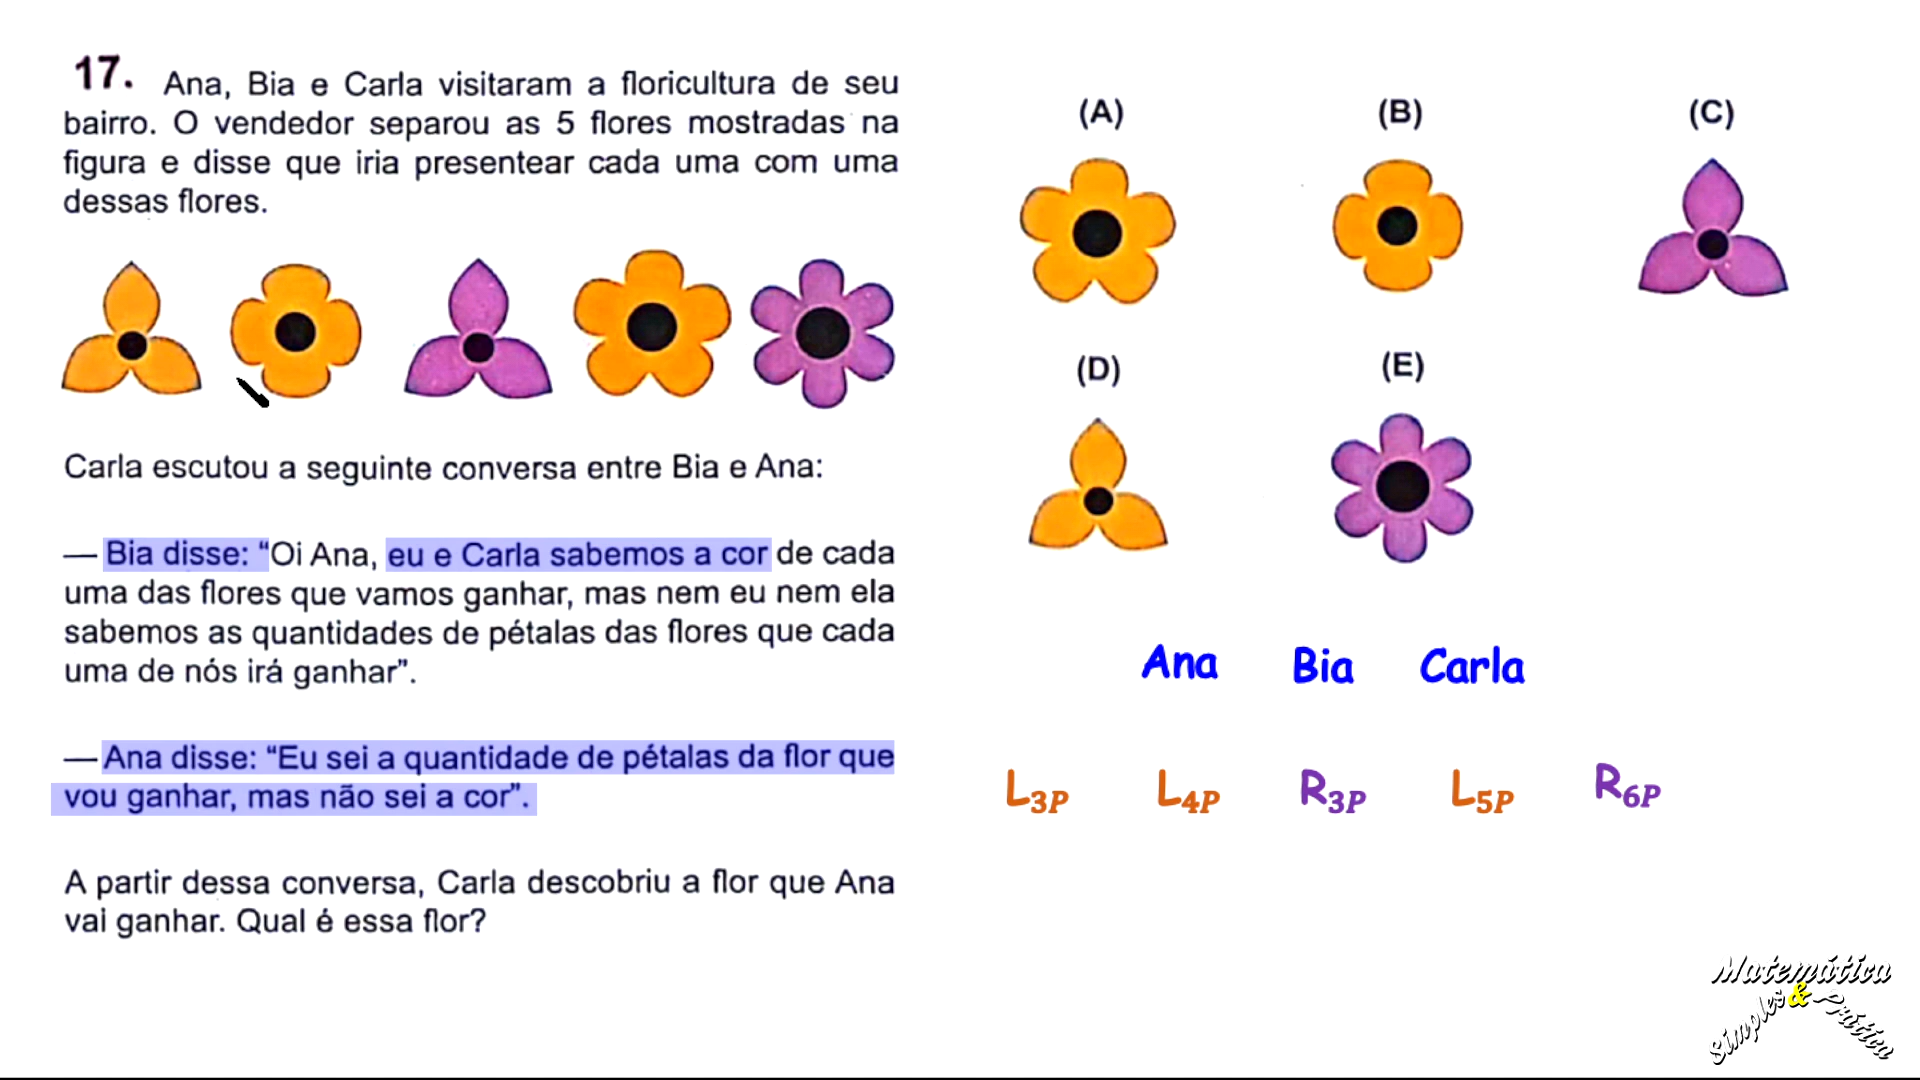 17. Ana, Bia e Carla visitaram a floricultura de seu
bairro. O vendedor separou as 5 flores mostradas na
figura e disse que iria presentear cada uma com uma
dessas flores.
Carla escutou a seguinte conversa entre Bia e Ana:
— Bia disse: “Oi Ana, eu e Carla sabemos a cor de cada
uma das flores que vamos ganhar, mas nem eu nem ela
sabemos as quantidades de pétalas das flores que cada
uma de nós irá ganhar”.
— Ana disse: “Eu sei a quantidade de pétalas da flor que
vou ganhar, mas não sei a cor”.
A partir dessa conversa, Carla descobriu a flor que Ana
vai ganhar. Qual é essa flor?
(A) (B) (C)
(D) (E)
Ana Bia Carla
L3P L4P R3P L5P R6P
Matemática
Simples & Prática